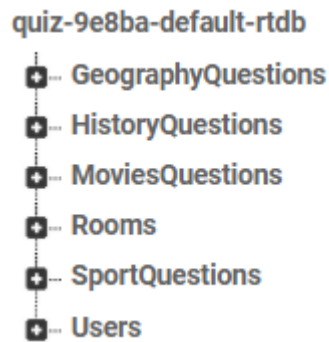 quiz-9e8ba-default-rtdb
GeographyQuestions
HistoryQuestions
MoviesQuestions
Rooms
SportQuestions
Users